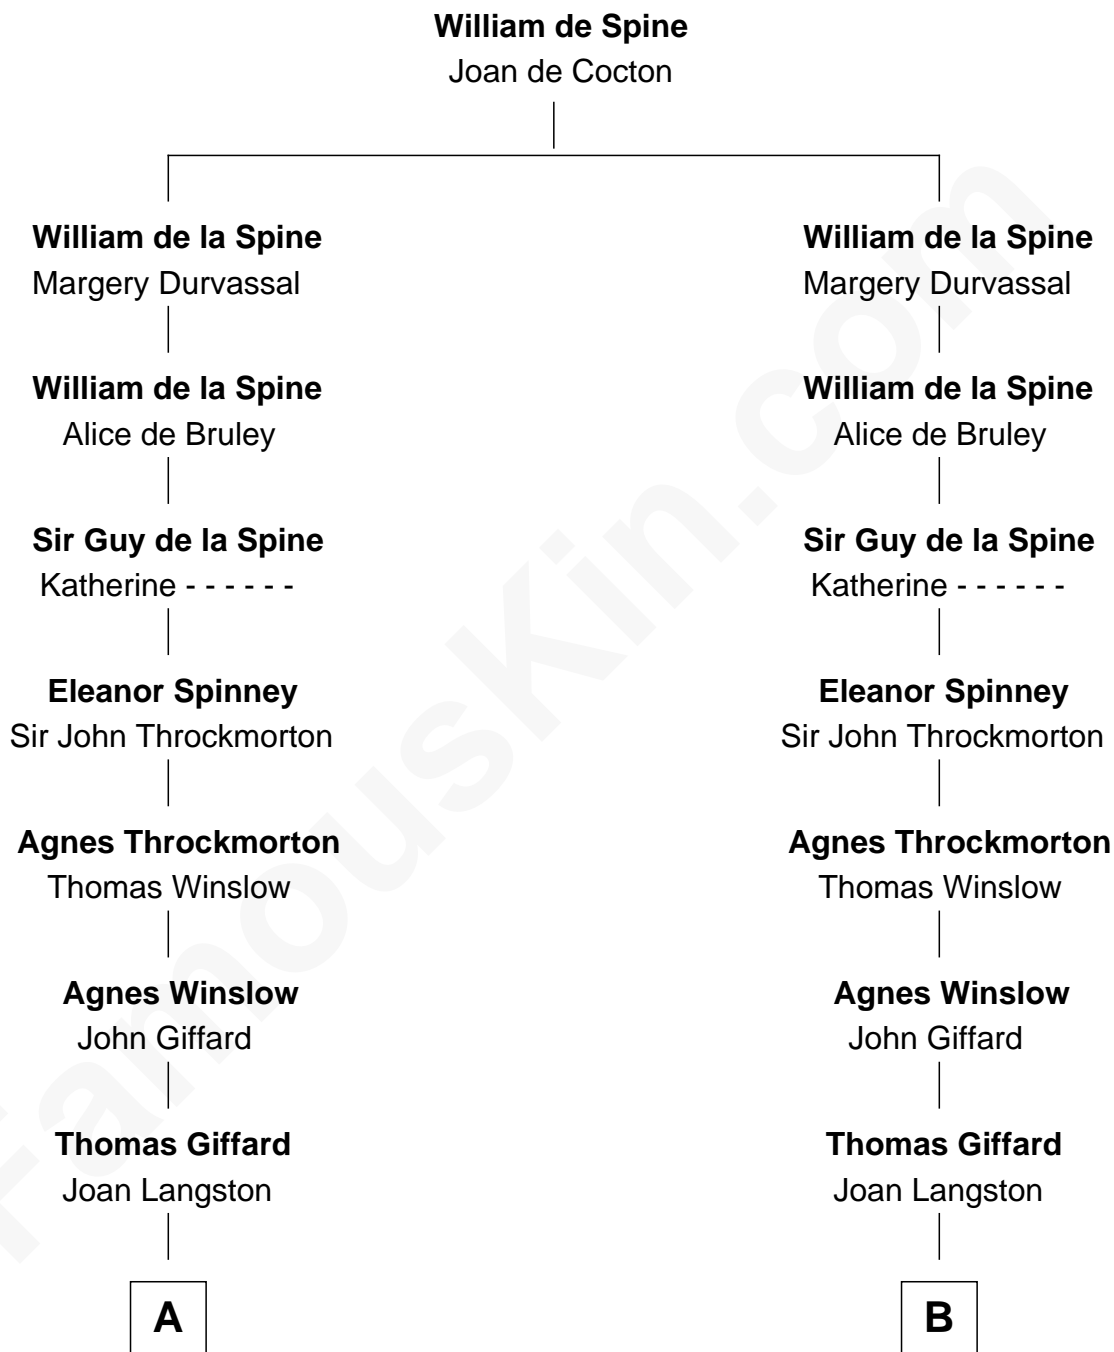 William de Spine
Joan de Cocton
William de la Spine
Margery Durvassal
William de la Spine
Alice de Bruley
Sir Guy de la Spine
Katherine - - - - - -
Eleanor Spinney
Sir John Throckmorton
Agnes Throckmorton
Thomas Winslow
Agnes Winslow
John Giffard
Thomas Giffard
Joan Langston
A
William de la Spine
Margery Durvassal
William de la Spine
Alice de Bruley
Sir Guy de la Spine
Katherine - - - - - -
Eleanor Spinney
Sir John Throckmorton
Agnes Throckmorton
Thomas Winslow
Agnes Winslow
John Giffard
Thomas Giffard
Joan Langston
B
FamousKin.com